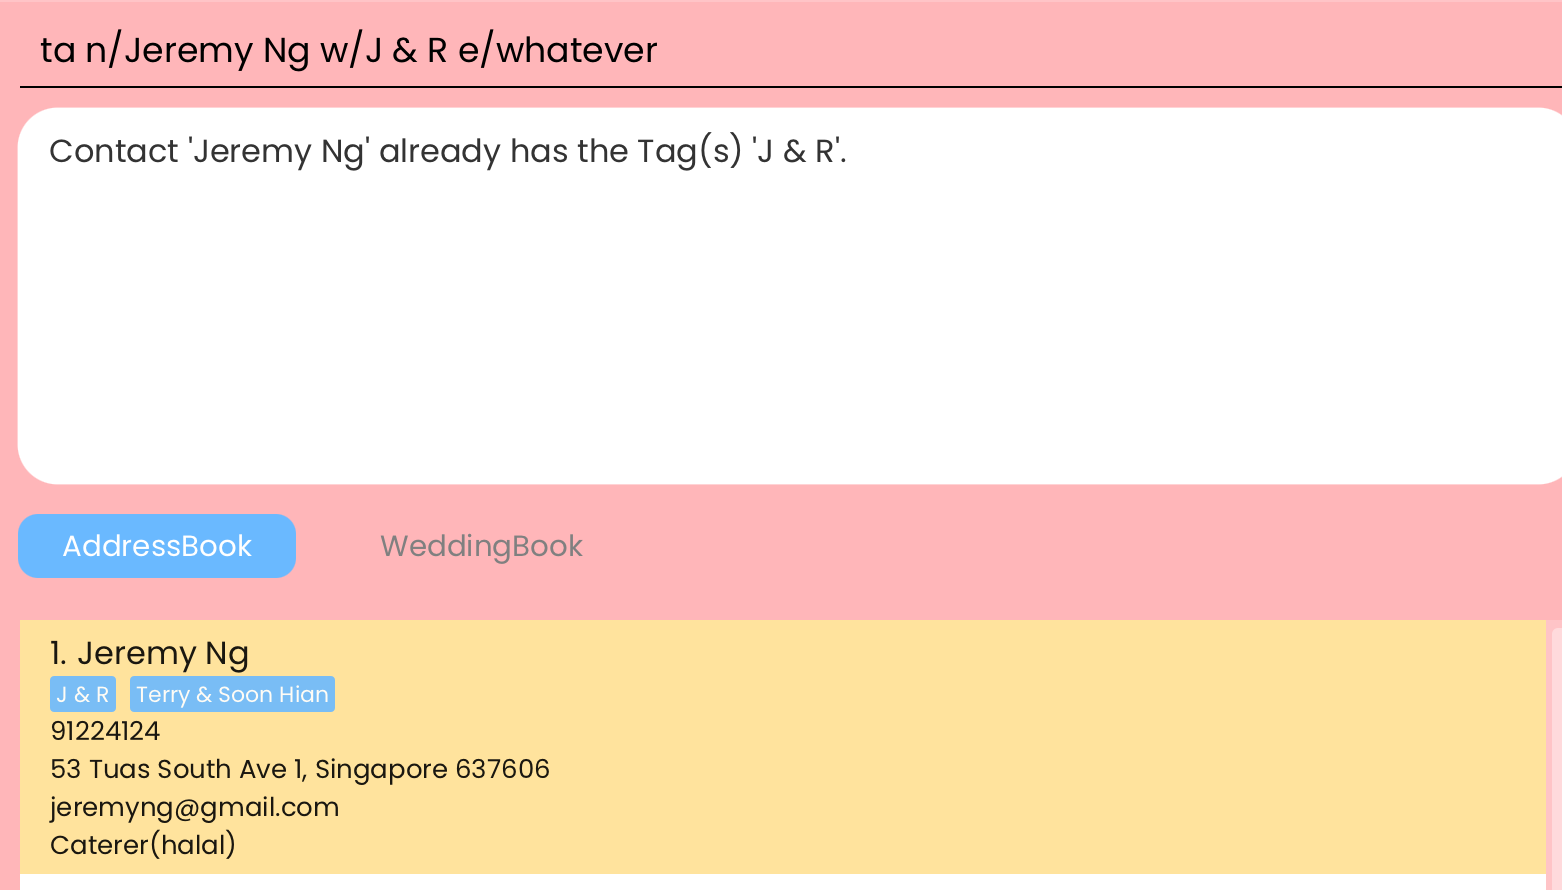 ta n/Jeremy Ng w/J & R e/whatever
Contact 'Jeremy Ng' already has the Tag(s) 'J & R'.
AddressBook WeddingBook
1. Jeremy Ng
J & R Terry & Soon Hian
91224124
53 Tuas South Ave 1, Singapore 637606
jeremyng@gmail.com
Caterer(halal)